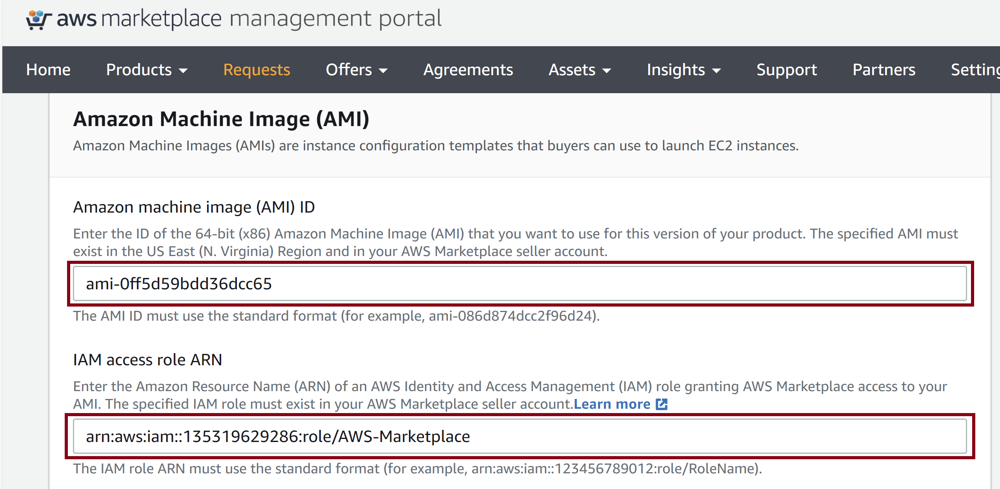 aws marketplace management portal
Home Products Requests Offers Agreements Assets Insights Support Partners
Amazon Machine Image (AMI)
Amazon Machine Images (AMIs) are instance configuration templates that buyers can use to launch EC2 instances.
Amazon machine image (AMI) ID
Enter the ID of the 64-bit (x86) Amazon Machine Image (AMI) that you want to use for this version of your product. The specified AMI must
exist in the US East (N. Virginia) Region and in your AWS Marketplace seller account.
ami-0ff5d59bdd36dcc65
The AMI ID must use the standard format (for example, ami-086d874dcc2f96d24).
IAM access role ARN
Enter the Amazon Resource Name (ARN) of an AWS Identity and Access Management (IAM) role granting AWS Marketplace access to your
AMI. The specified IAM role must exist in your AWS Marketplace seller account.Learn more
arn:aws:iam::135319629286:role/AWS-Marketplace
The IAM role ARN must use the standard format (for example, arn:aws:iam::123456789012:role/RoleName).